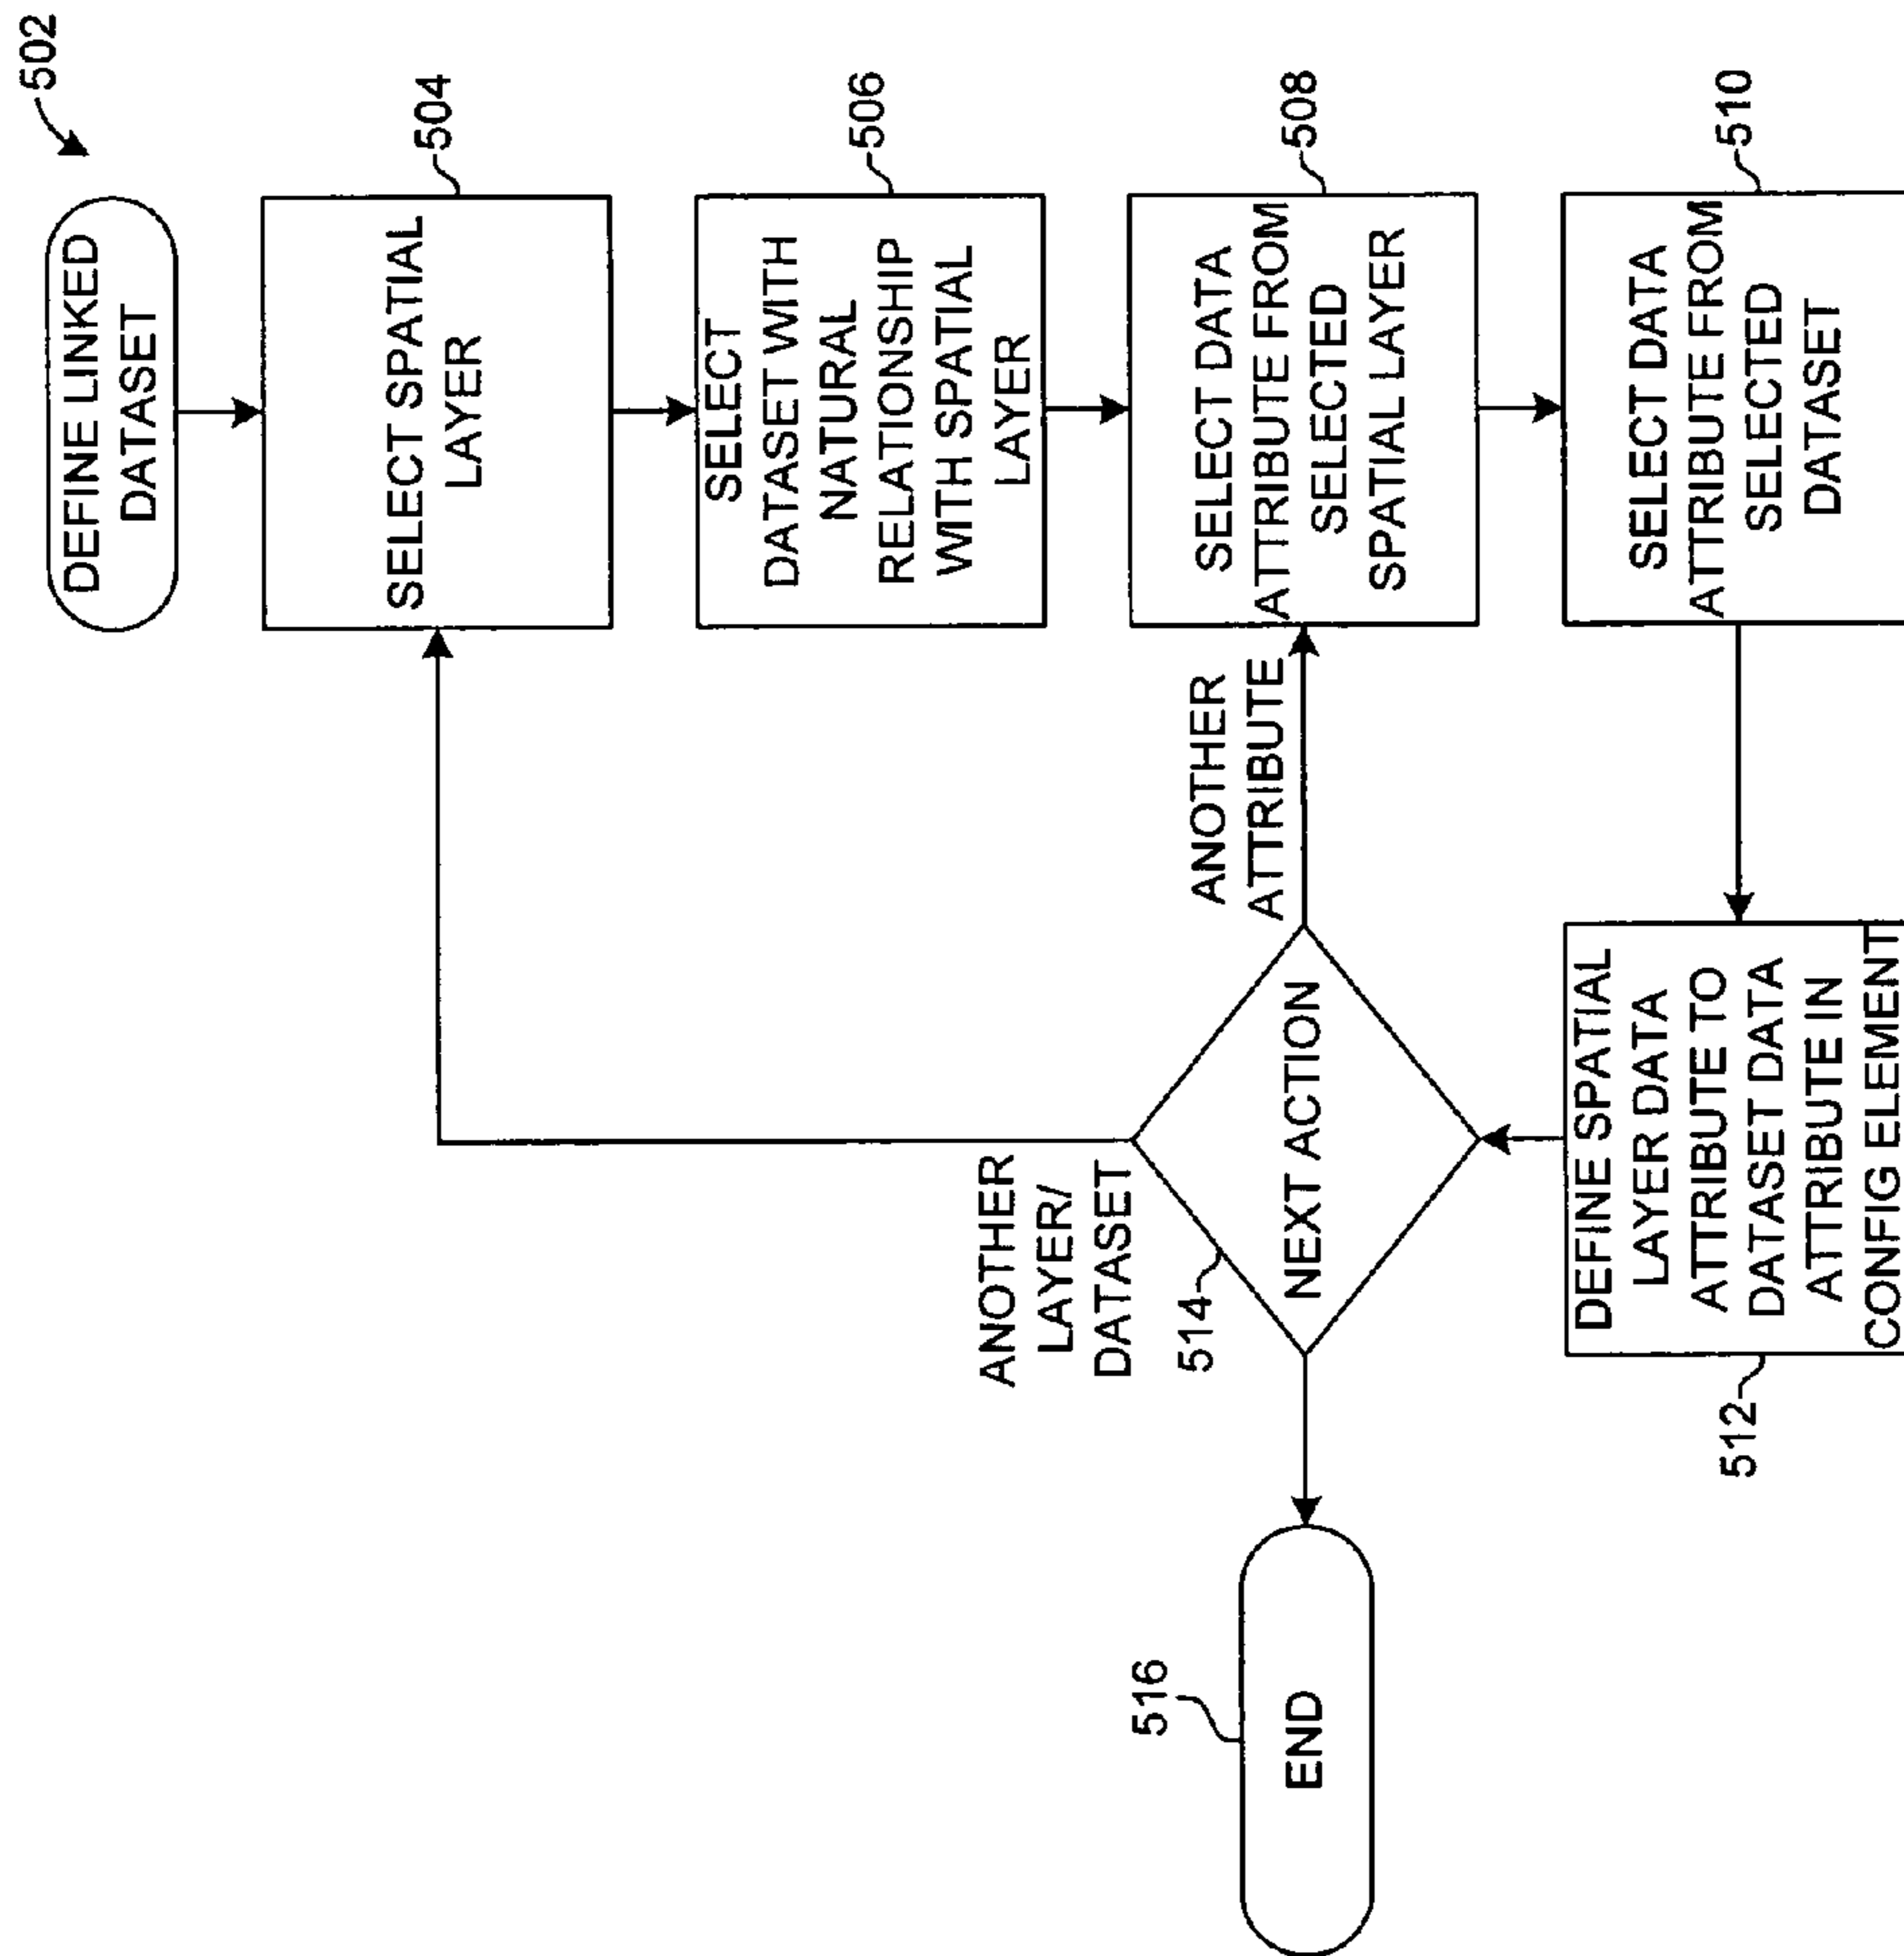 502
DEFINE LINKED
DATASET
504
SELECT SPATIAL
LAYER
506
SELECT
DATASET WITH
NATURAL
RELATIONSHIP
WITH SPATIAL
LAYER
508
SELECT DATA
ATTRIBUTE FROM
SELECTED
SPATIAL LAYER
510
SELECT DATA
ATTRIBUTE FROM
SELECTED
DATASET
512
DEFINE SPATIAL
LAYER DATA
ATTRIBUTE TO
DATASET DATA
ATTRIBUTE IN
CONFIG ELEMENT
514
NEXT ACTION
ANOTHER
ATTRIBUTE
ANOTHER
LAYER/
DATASET
516
END